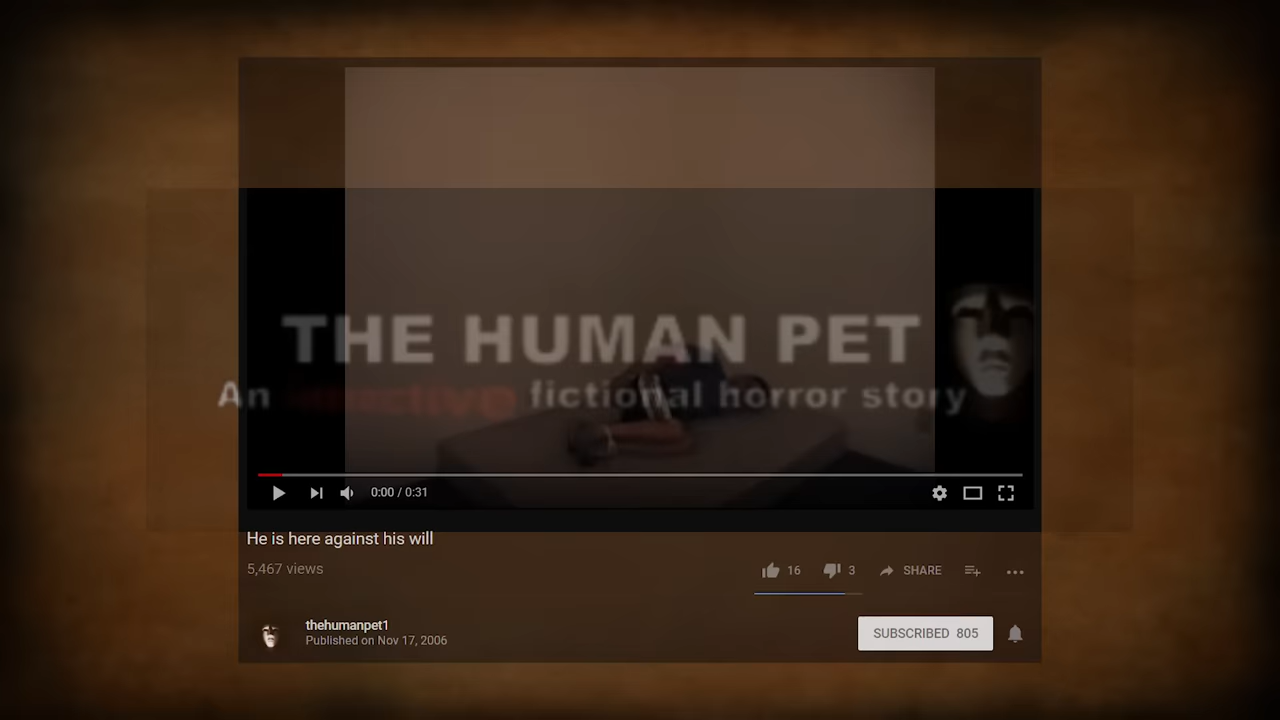 THE HUMAN PET
An interactive fictional horror story
0:00 / 0:31
He is here against his will
5,467 views
16
3
SHARE
thehumanpet1
Published on Nov 17, 2006
SUBSCRIBED 805